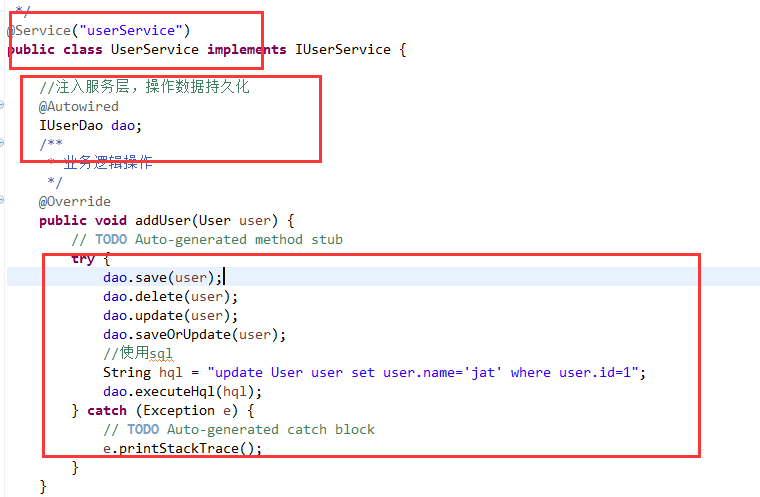 */
@Service("userService")
public class UserService implements IUserService {
//注入服务层，操作数据持久化
@Autowired
IUserDao dao;
/**
* 业务逻辑操作
*/
@Override
public void addUser(User user) {
// TODO Auto-generated method stub
try {
dao.save(user);
dao.delete(user);
dao.update(user);
dao.saveOrUpdate(user);
//使用sql
String hql = "update User user set user.name='jat' where user.id=1";
dao.executeHql(hql);
} catch (Exception e) {
// TODO Auto-generated catch block
e.printStackTrace();
}
}